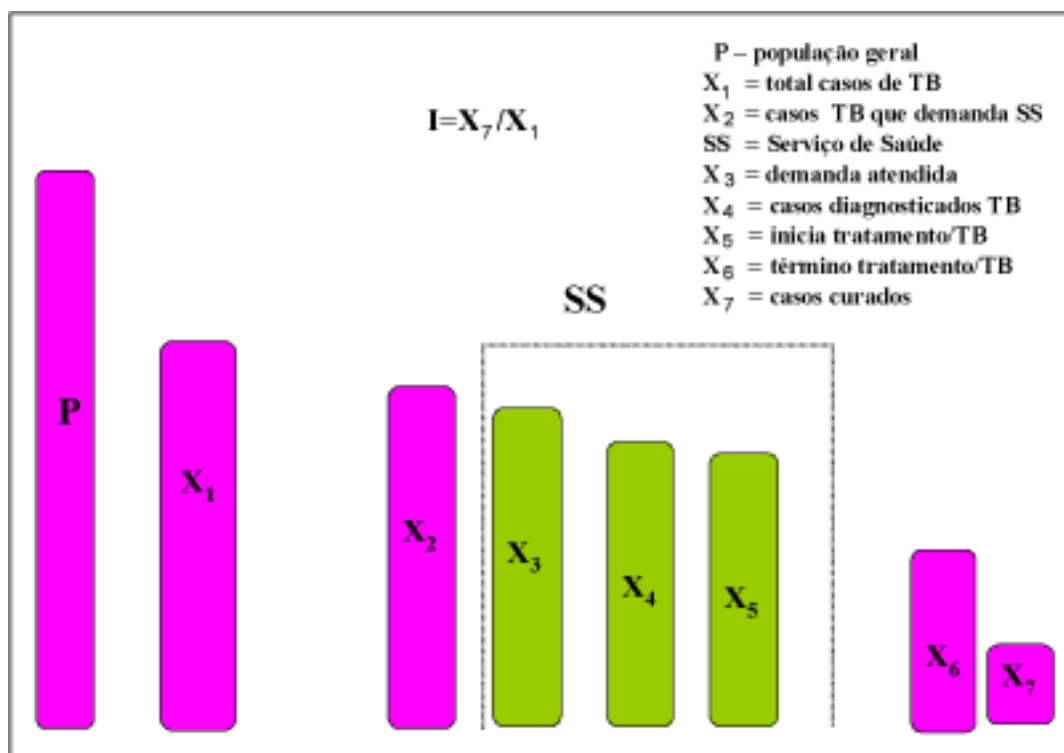 P – população geral
X₁ = total casos de TB
X₂ = casos TB que demanda SS
SS = Serviço de Saúde
X₃ = demanda atendida
X₄ = casos diagnosticados TB
X₅ = inicia tratamento/TB
X₆ = término tratamento/TB
X₇ = casos curados
I=X₇/X₁
SS
P
X₁
X₂
X₃
X₄
X₅
X₆
X₇